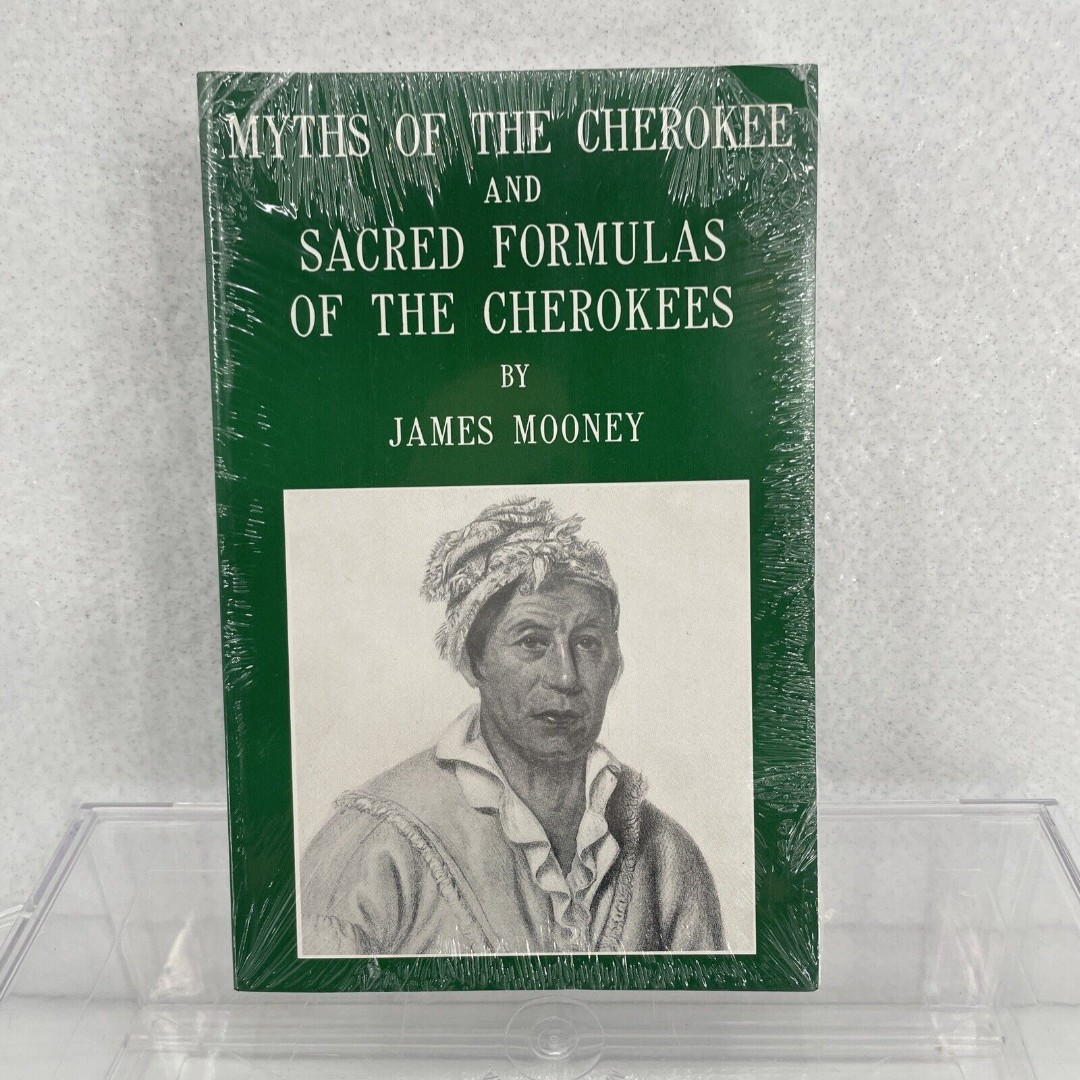 MYTHS OF THE CHEROKEE
AND
SACRED FORMULAS
OF THE CHEROKEES
BY
JAMES MOONEY